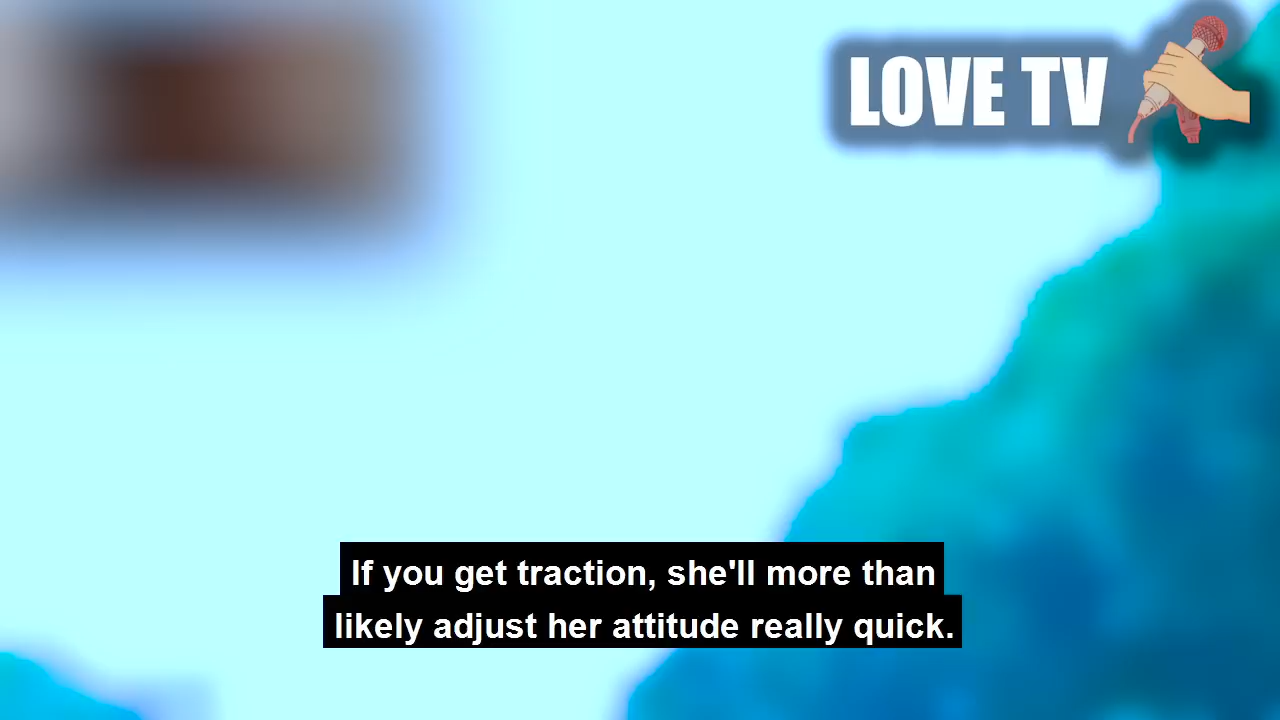 LOVE TV
If you get traction, she'll more than
likely adjust her attitude really quick.